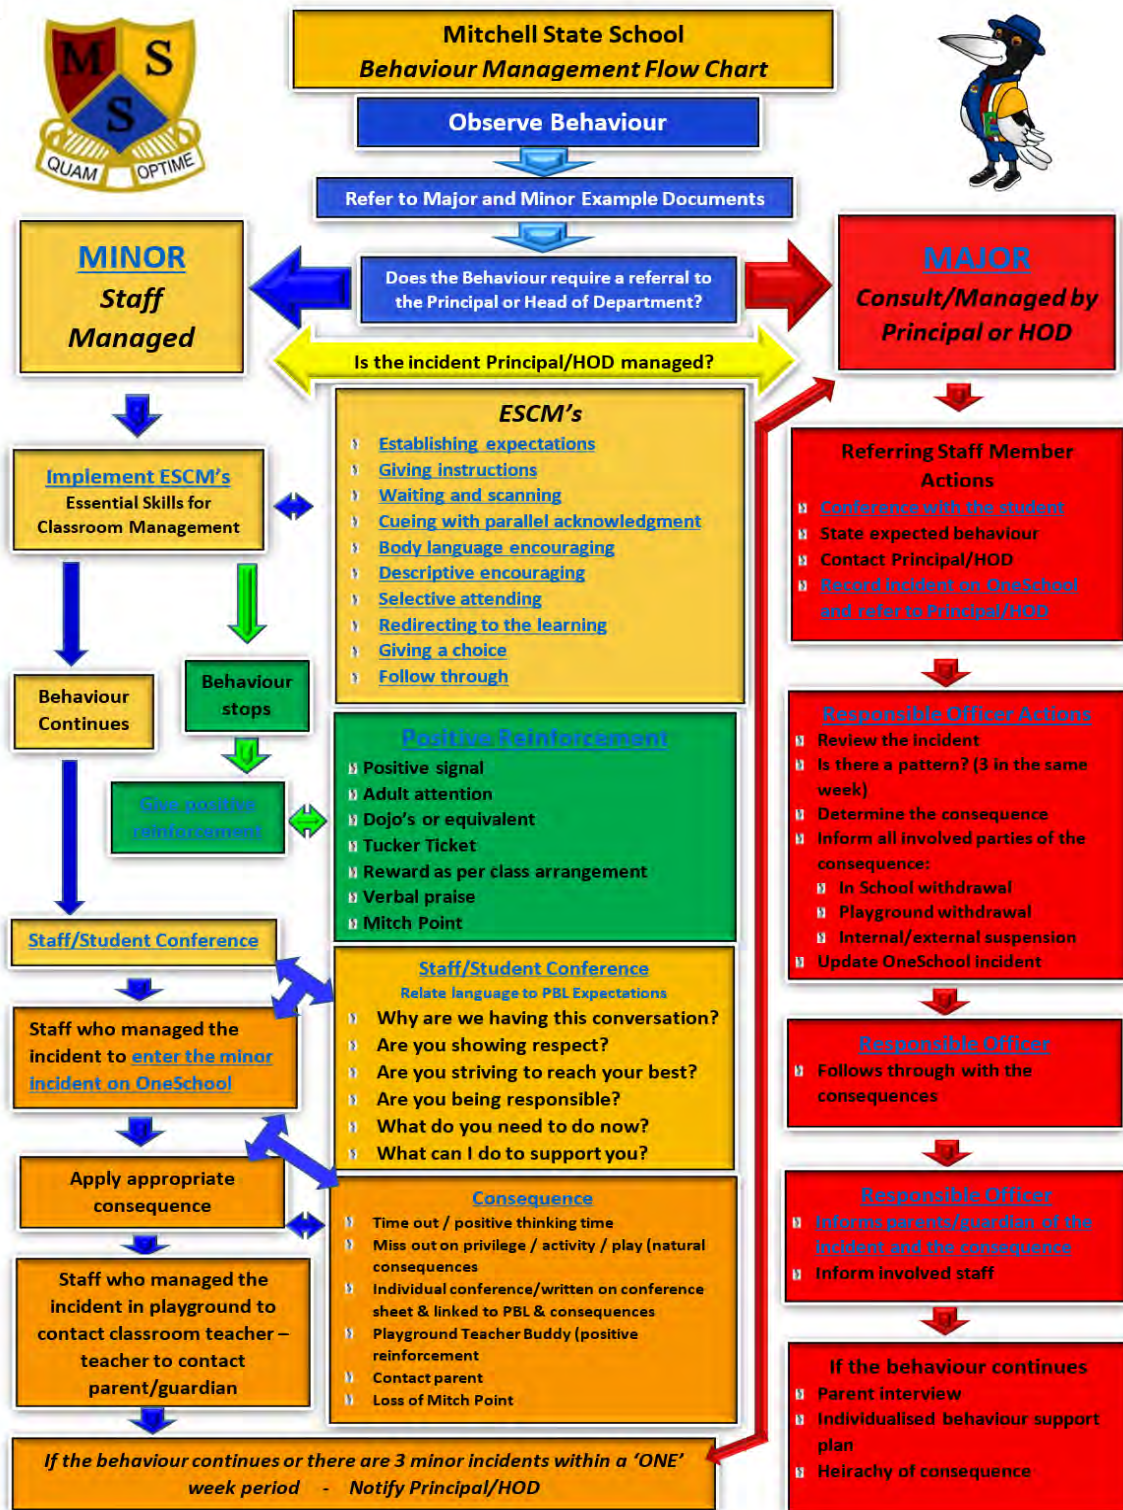 Mitchell State School
Behaviour Management Flow Chart
M S
S
QUAM OPTIME
Observe Behaviour
Refer to Major and Minor Example Documents
Does the Behaviour require a referral to
the Principal or Head of Department?
Is the incident Principal/HOD managed?
MINOR
Staff
Managed
Implement ESCM's
Essential Skills for
Classroom Management
Behaviour
Continues
Behaviour
stops
Give positive
reinforcement
Staff/Student Conference
Staff who managed the
incident to enter the minor
incident on OneSchool
Apply appropriate
consequence
Staff who managed the
incident in playground to
contact classroom teacher –
teacher to contact
parent/guardian
If the behaviour continues or there are 3 minor incidents within a 'ONE'
week period - Notify Principal/HOD
ESCM's
Establishing expectations
Giving instructions
Waiting and scanning
Cueing with parallel acknowledgment
Body language encouraging
Descriptive encouraging
Selective attending
Redirecting to the learning
Giving a choice
Follow through
Positive Reinforcement
Positive signal
Adult attention
Dojo's or equivalent
Tucker Ticket
Reward as per class arrangement
Verbal praise
Mitch Point
Staff/Student Conference
Relate language to PBL Expectations
Why are we having this conversation?
Are you showing respect?
Are you striving to reach your best?
Are you being responsible?
What do you need to do now?
What can I do to support you?
Consequence
Time out / positive thinking time
Miss out on privilege / activity / play (natural
consequences
Individual conference/written on conference
sheet & linked to PBL & consequences
Playground Teacher Buddy (positive
reinforcement
Contact parent
Loss of Mitch Point
MAJOR
Consult/Managed by
Principal or HOD
Referring Staff Member
Actions
Conference with the student
State expected behaviour
Contact Principal/HOD
Record incident on OneSchool
and refer to Principal/HOD
Responsible Officer Actions
Review the incident
Is there a pattern? (3 in the same
week)
Determine the consequence
Inform all involved parties of the
consequence:
In School withdrawal
Playground withdrawal
Internal/external suspension
Update OneSchool incident
Responsible Officer
Follows through with the
consequences
Responsible Officer
Informs parents/guardian of the
incident and the consequence
Inform involved staff
If the behaviour continues
Parent interview
Individualised behaviour support
plan
Heirachy of consequence